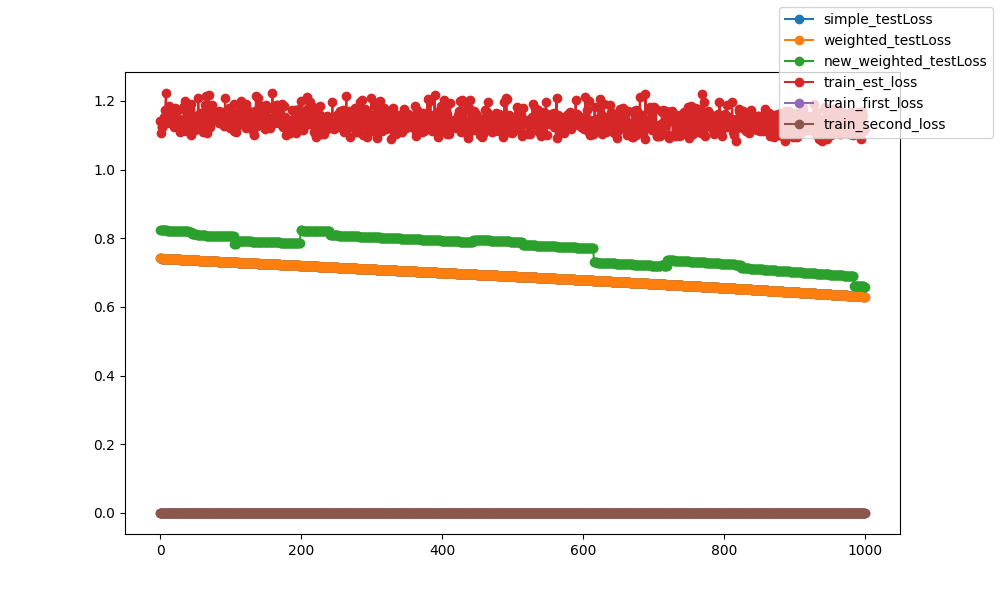 simple_testLoss
weighted_testLoss
new_weighted_testLoss
train_est_loss
train_first_loss
train_second_loss
1.2
1.0
0.8
0.6
0.4
0.2
0.0
0 200 400 600 800 1000